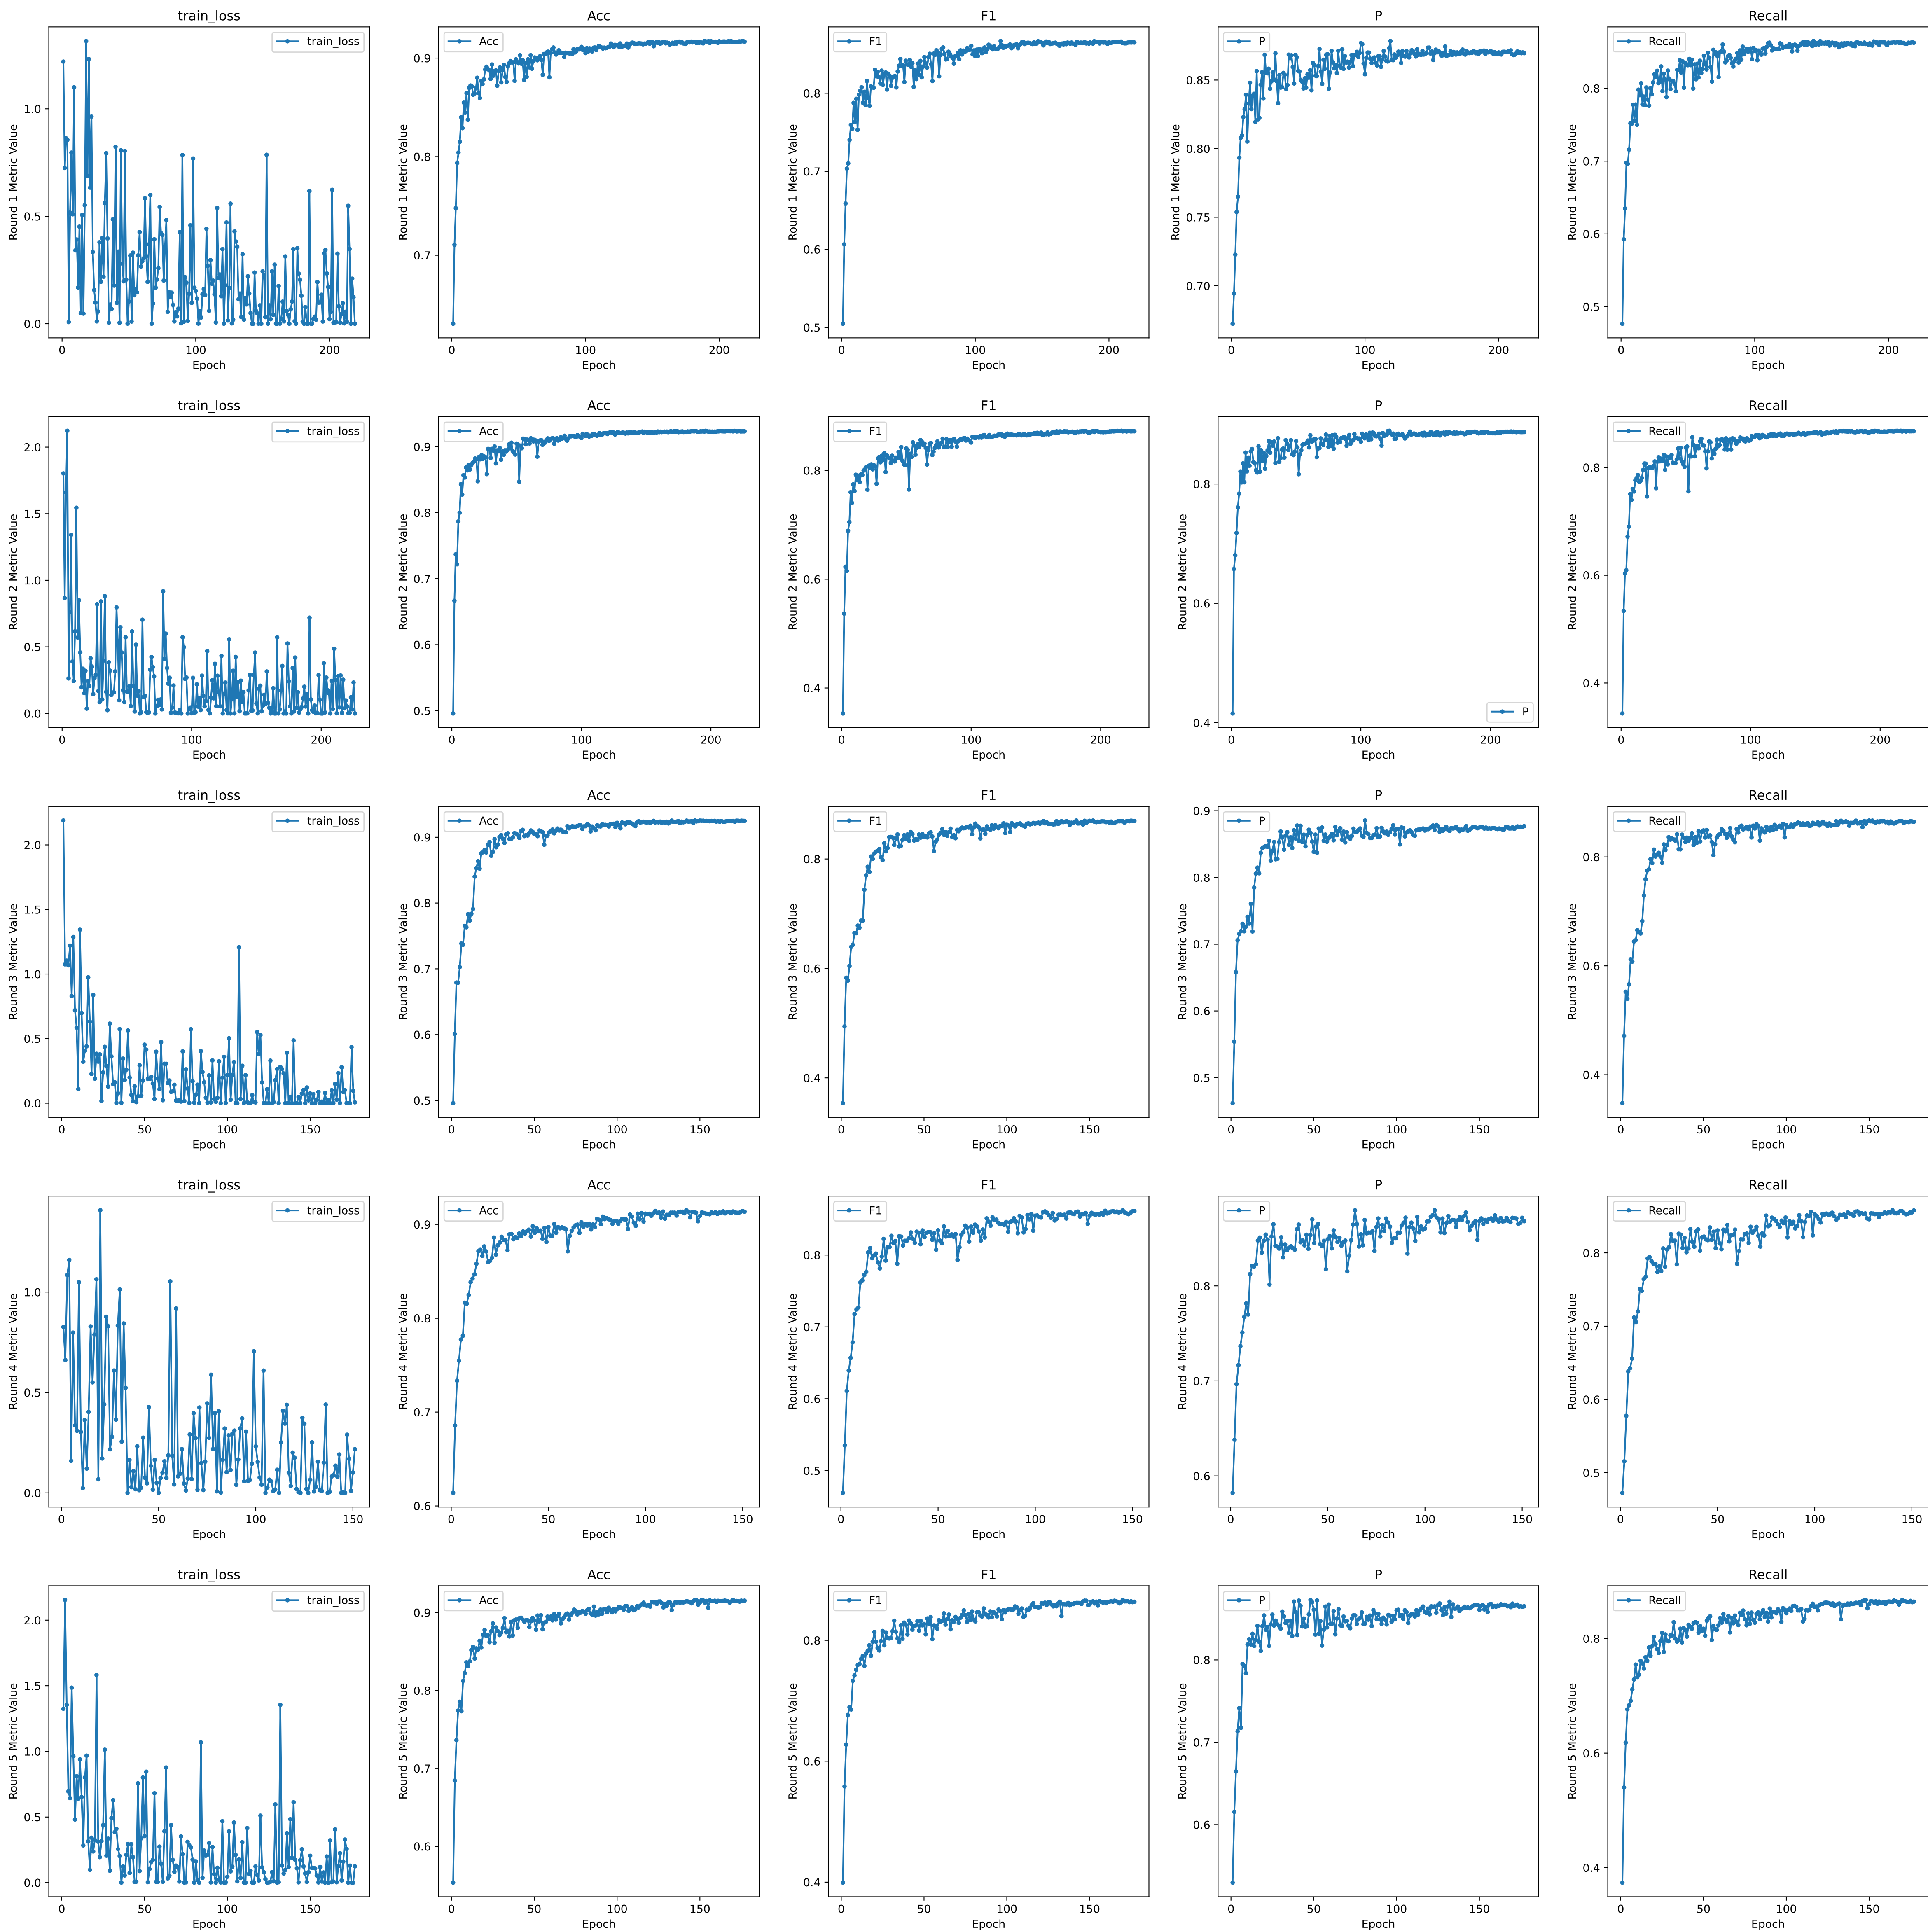 train_loss
Acc
F1
P
Recall
train_loss
Acc
F1
P
Recall
Round 1 Metric Value
Round 1 Metric Value
Round 1 Metric Value
Round 1 Metric Value
Round 1 Metric Value
1.0
0.5
0.0
0.9
0.8
0.7
0.8
0.7
0.6
0.5
0.85
0.80
0.75
0.70
0.8
0.7
0.6
0.5
0 100 200
0 100 200
0 100 200
0 100 200
0 100 200
Epoch
Epoch
Epoch
Epoch
Epoch
train_loss
Acc
F1
P
Recall
train_loss
Acc
F1
P
Recall
Round 2 Metric Value
Round 2 Metric Value
Round 2 Metric Value
Round 2 Metric Value
Round 2 Metric Value
2.0
1.5
1.0
0.5
0.0
0.9
0.8
0.7
0.6
0.5
0.8
0.6
0.4
0.8
0.6
0.4
0.8
0.6
0.4
0 100 200
0 100 200
0 100 200
0 100 200
0 100 200
Epoch
Epoch
Epoch
Epoch
Epoch
train_loss
Acc
F1
P
Recall
train_loss
Acc
F1
P
Recall
Round 3 Metric Value
Round 3 Metric Value
Round 3 Metric Value
Round 3 Metric Value
Round 3 Metric Value
2.0
1.5
1.0
0.5
0.0
0.9
0.8
0.7
0.6
0.5
0.8
0.6
0.4
0.9
0.8
0.7
0.6
0.5
0.8
0.6
0.4
0 50 100 150
0 50 100 150
0 50 100 150
0 50 100 150
0 50 100 150
Epoch
Epoch
Epoch
Epoch
Epoch
train_loss
Acc
F1
P
Recall
train_loss
Acc
F1
P
Recall
Round 4 Metric Value
Round 4 Metric Value
Round 4 Metric Value
Round 4 Metric Value
Round 4 Metric Value
1.0
0.5
0.0
0.9
0.8
0.7
0.6
0.8
0.7
0.6
0.5
0.8
0.7
0.6
0.8
0.7
0.6
0.5
0 50 100 150
0 50 100 150
0 50 100 150
0 50 100 150
0 50 100 150
Epoch
Epoch
Epoch
Epoch
Epoch
train_loss
Acc
F1
P
Recall
train_loss
Acc
F1
P
Recall
Round 5 Metric Value
Round 5 Metric Value
Round 5 Metric Value
Round 5 Metric Value
Round 5 Metric Value
2.0
1.5
1.0
0.5
0.0
0.9
0.8
0.7
0.6
0.8
0.6
0.4
0.8
0.7
0.6
0.8
0.6
0.4
0 50 100 150
0 50 100 150
0 50 100 150
0 50 100 150
0 50 100 150
Epoch
Epoch
Epoch
Epoch
Epoch